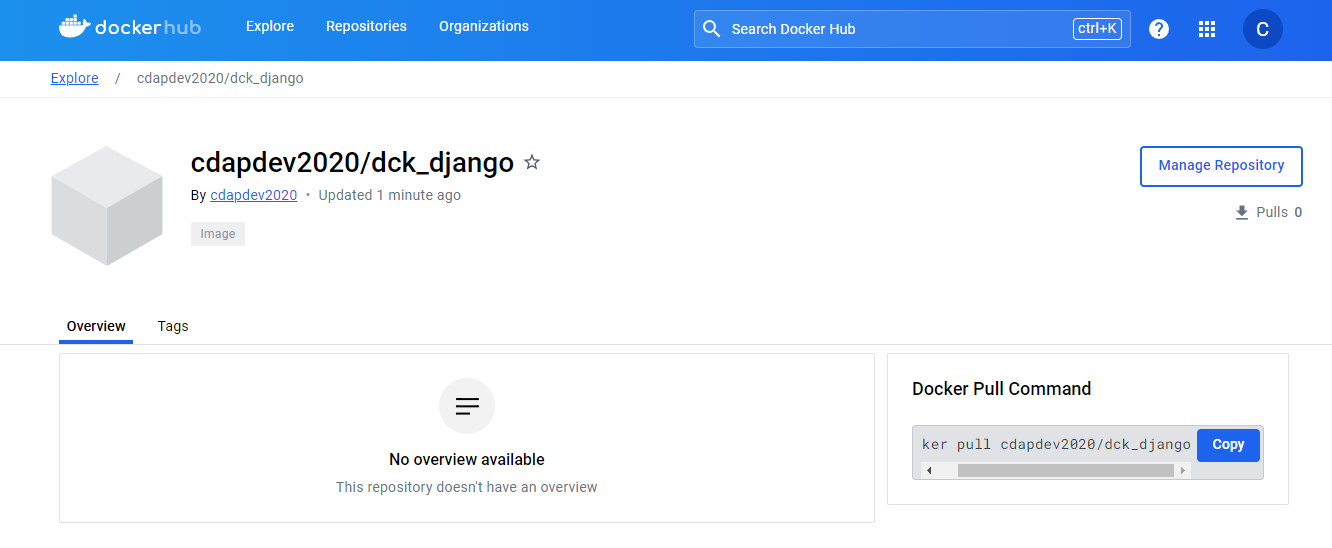 dockerhub Explore Repositories Organizations Search Docker Hub ctrl+K ? C
Explore / cdapdev2020/dck_django
cdapdev2020/dck_django
Manage Repository
By cdapdev2020 • Updated 1 minute ago
Pulls 0
Image
Overview Tags
Docker Pull Command
ker pull cdapdev2020/dck_django Copy
No overview available
This repository doesn't have an overview